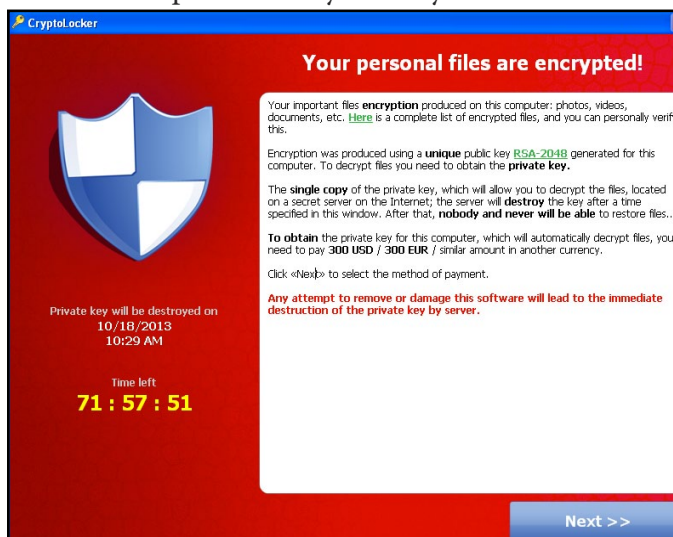 CryptoLocker
Your personal files are encrypted!
Your important files encryption produced on this computer: photos, videos,
documents, etc. Here is a complete list of encrypted files, and you can personally verif
this.
Encryption was produced using a unique public key RSA-2048 generated for this
computer. To decrypt files you need to obtain the private key.
The single copy of the private key, which will allow you to decrypt the files, located
on a secret server on the Internet; the server will destroy the key after a time
specified in this window. After that, nobody and never will be able to restore files...
To obtain the private key for this computer, which will automatically decrypt files, you
need to pay 300 USD / 300 EUR / similar amount in another currency.
Click «Next» to select the method of payment.
Any attempt to remove or damage this software will lead to the immediate
destruction of the private key by server.
Private key will be destroyed on
10/18/2013
10:29 AM
Time left
71 : 57 : 51
Next >>